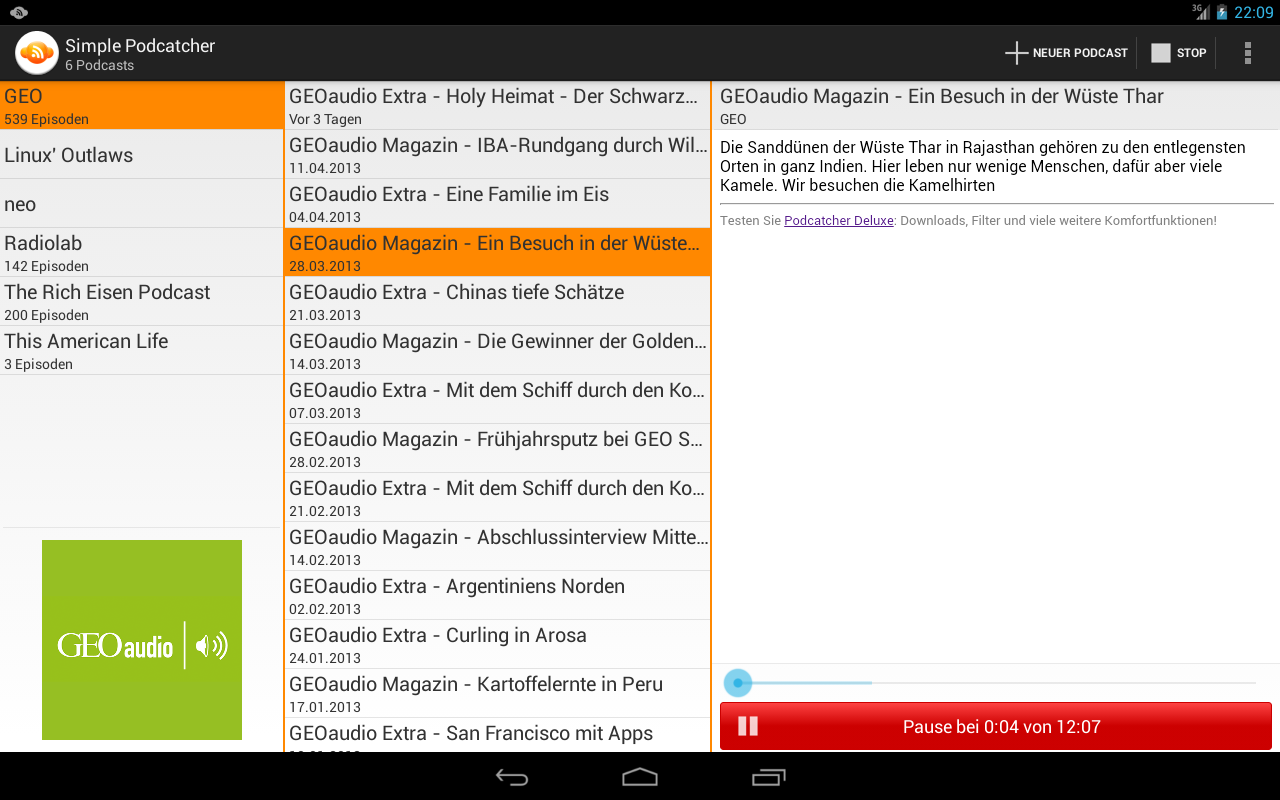 3G
22:09
Simple Podcatcher
6 Podcasts
NEUER PODCAST
STOP
GEO
539 Episoden
Linux' Outlaws
neo
Radiolab
142 Episoden
The Rich Eisen Podcast
200 Episoden
This American Life
3 Episoden
GEOaudio
GEOaudio Extra - Holy Heimat - Der Schwarz…
Vor 3 Tagen
GEOaudio Magazin - IBA-Rundgang durch Wil…
11.04.2013
GEOaudio Extra - Eine Familie im Eis
04.04.2013
GEOaudio Magazin - Ein Besuch in der Wüste…
28.03.2013
GEOaudio Extra - Chinas tiefe Schätze
21.03.2013
GEOaudio Magazin - Die Gewinner der Golden…
14.03.2013
GEOaudio Extra - Mit dem Schiff durch den Ko…
07.03.2013
GEOaudio Magazin - Frühjahrsputz bei GEO S…
28.02.2013
GEOaudio Extra - Mit dem Schiff durch den Ko…
21.02.2013
GEOaudio Magazin - Abschlussinterview Mitte…
14.02.2013
GEOaudio Extra - Argentiniens Norden
02.02.2013
GEOaudio Extra - Curling in Arosa
24.01.2013
GEOaudio Magazin - Kartoffelernte in Peru
17.01.2013
GEOaudio Extra - San Francisco mit Apps
GEOaudio Magazin - Ein Besuch in der Wüste Thar
GEO
Die Sanddünen der Wüste Thar in Rajasthan gehören zu den entlegensten
Orten in ganz Indien. Hier leben nur wenige Menschen, dafür aber viele
Kamele. Wir besuchen die Kamelhirten
Testen Sie Podcatcher Deluxe: Downloads, Filter und viele weitere Komfortfunktionen!
Pause bei 0:04 von 12:07